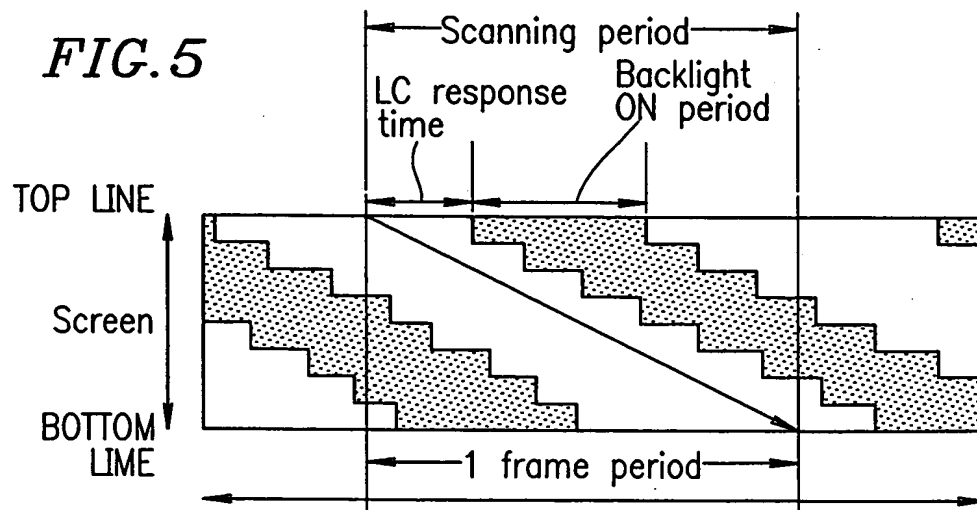 FIG.5
Scanning period
LC response
time
Backlight
ON period
TOP LINE
Screen
BOTTOM
LIME
1 frame period